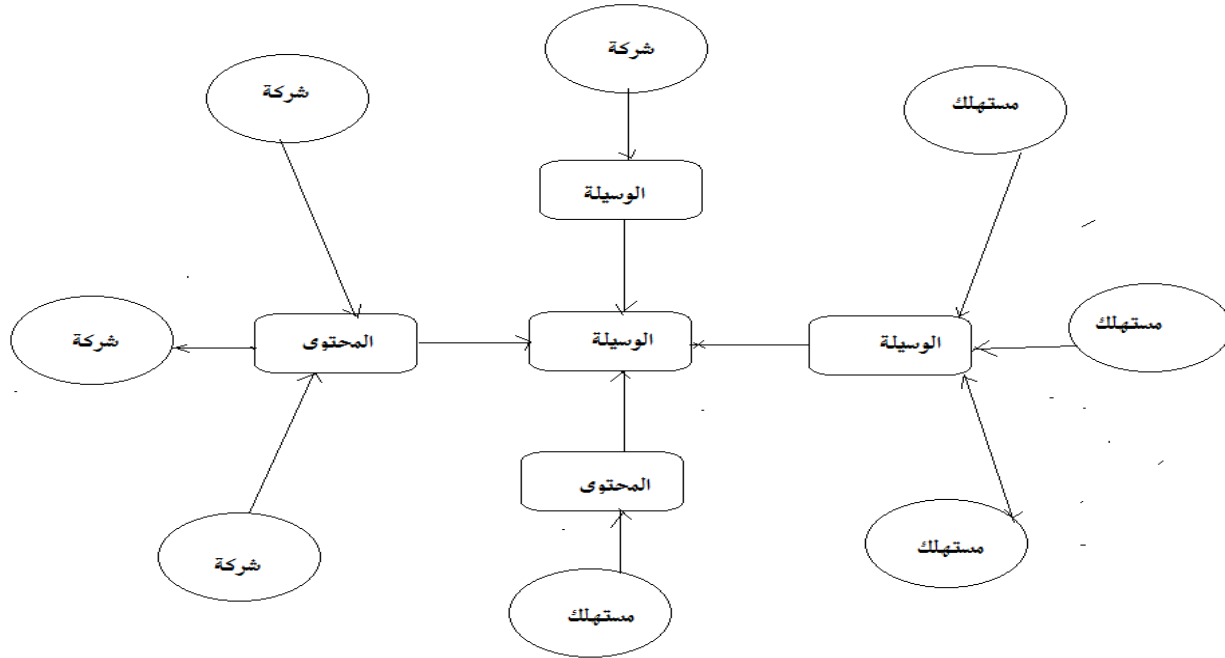 شركة
شركة
مستهلك
الوسيلة
شركة
المحتوى
الوسيلة
الوسيلة
مستهلك
المحتوى
شركة
مستهلك
مستهلك